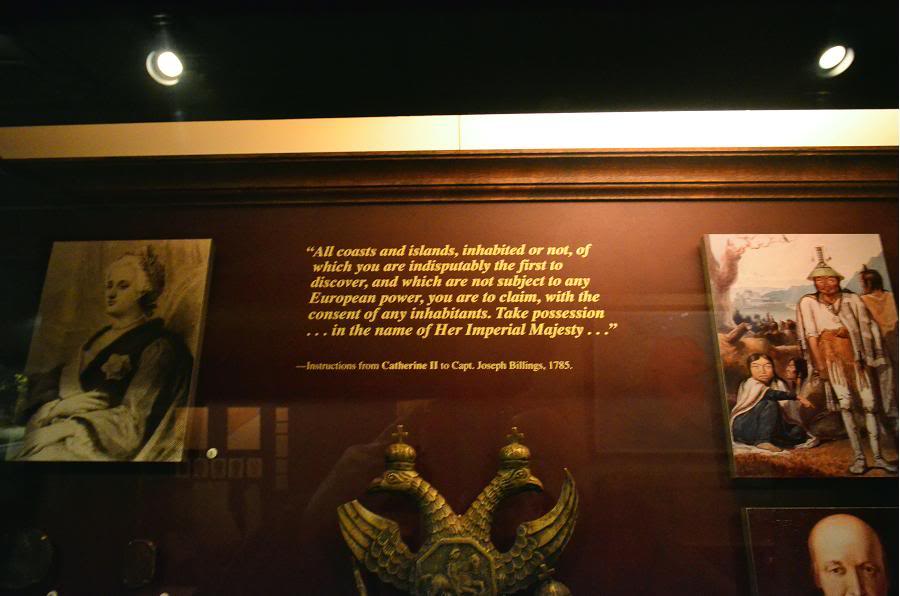 “All coasts and islands, inhabited or not, of
which you are indisputably the first to
discover, and which are not subject to any
European power, you are to claim, with the
consent of any inhabitants. Take possession
. . . in the name of Her Imperial Majesty . . .”
—Instructions from Catherine II to Capt. Joseph Billings, 1785.